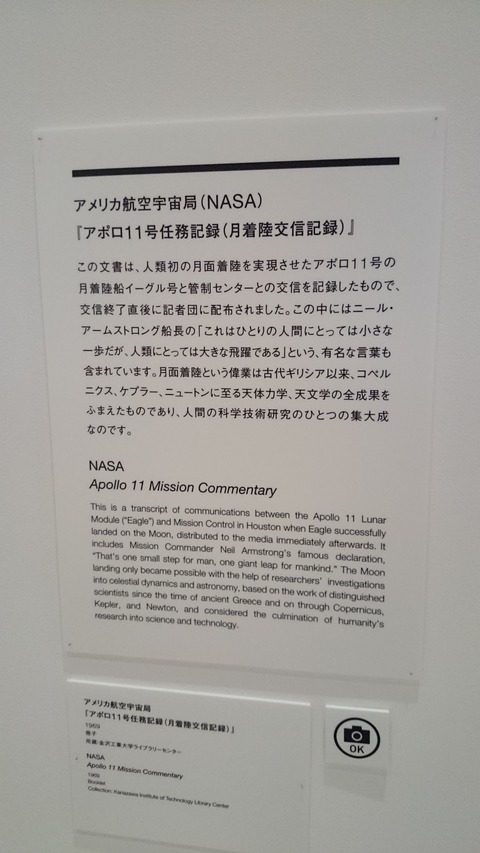 アメリカ航空宇宙局(NASA)
『アポロ11号任務記録(月着陸交信記録)』
この文書は、人類初の月面着陸を実現させたアポロ11号の
月着陸船イーグル号と管制センターとの交信を記録したもので、
交信終了直後に記者団に配布されました。この中にはニール・
アームストロング船長の「これはひとりの人間にとっては小さな
一歩だが、人類にとっては大きな飛躍である」という、有名な言葉も
含まれています。月面着陸という偉業は古代ギリシア以来、コペル
ニクス、ケプラー、ニュートンに至る天体力学、天文学の全成果を
ふまえたものであり、人間の科学技術研究のひとつの集大成
なのです。
NASA
Apollo 11 Mission Commentary
This is a transcript of communications between the Apollo 11 Lunar
Module ("Eagle") and Mission Control in Houston when Eagle successfully
landed on the Moon, distributed to the media immediately afterwards. It
includes Mission Commander Neil Armstrong's famous declaration,
"That's one small step for man, one giant leap for mankind." The Moon
landing only became possible with the help of researchers' investigations
into celestial dynamics and astronomy, based on the work of distinguished
scientists since the time of ancient Greece and on through Copernicus,
Kepler, and Newton, and considered the culmination of humanity's
research into science and technology.
アメリカ航空宇宙局
『アポロ11号任務記録(月着陸交信記録)』
1969
冊子
所蔵:金沢工業大学ライブラリーセンター
NASA
Apollo 11 Mission Commentary
1969
Booklet
Collection: Kanazawa Institute of Technology Library Center
OK